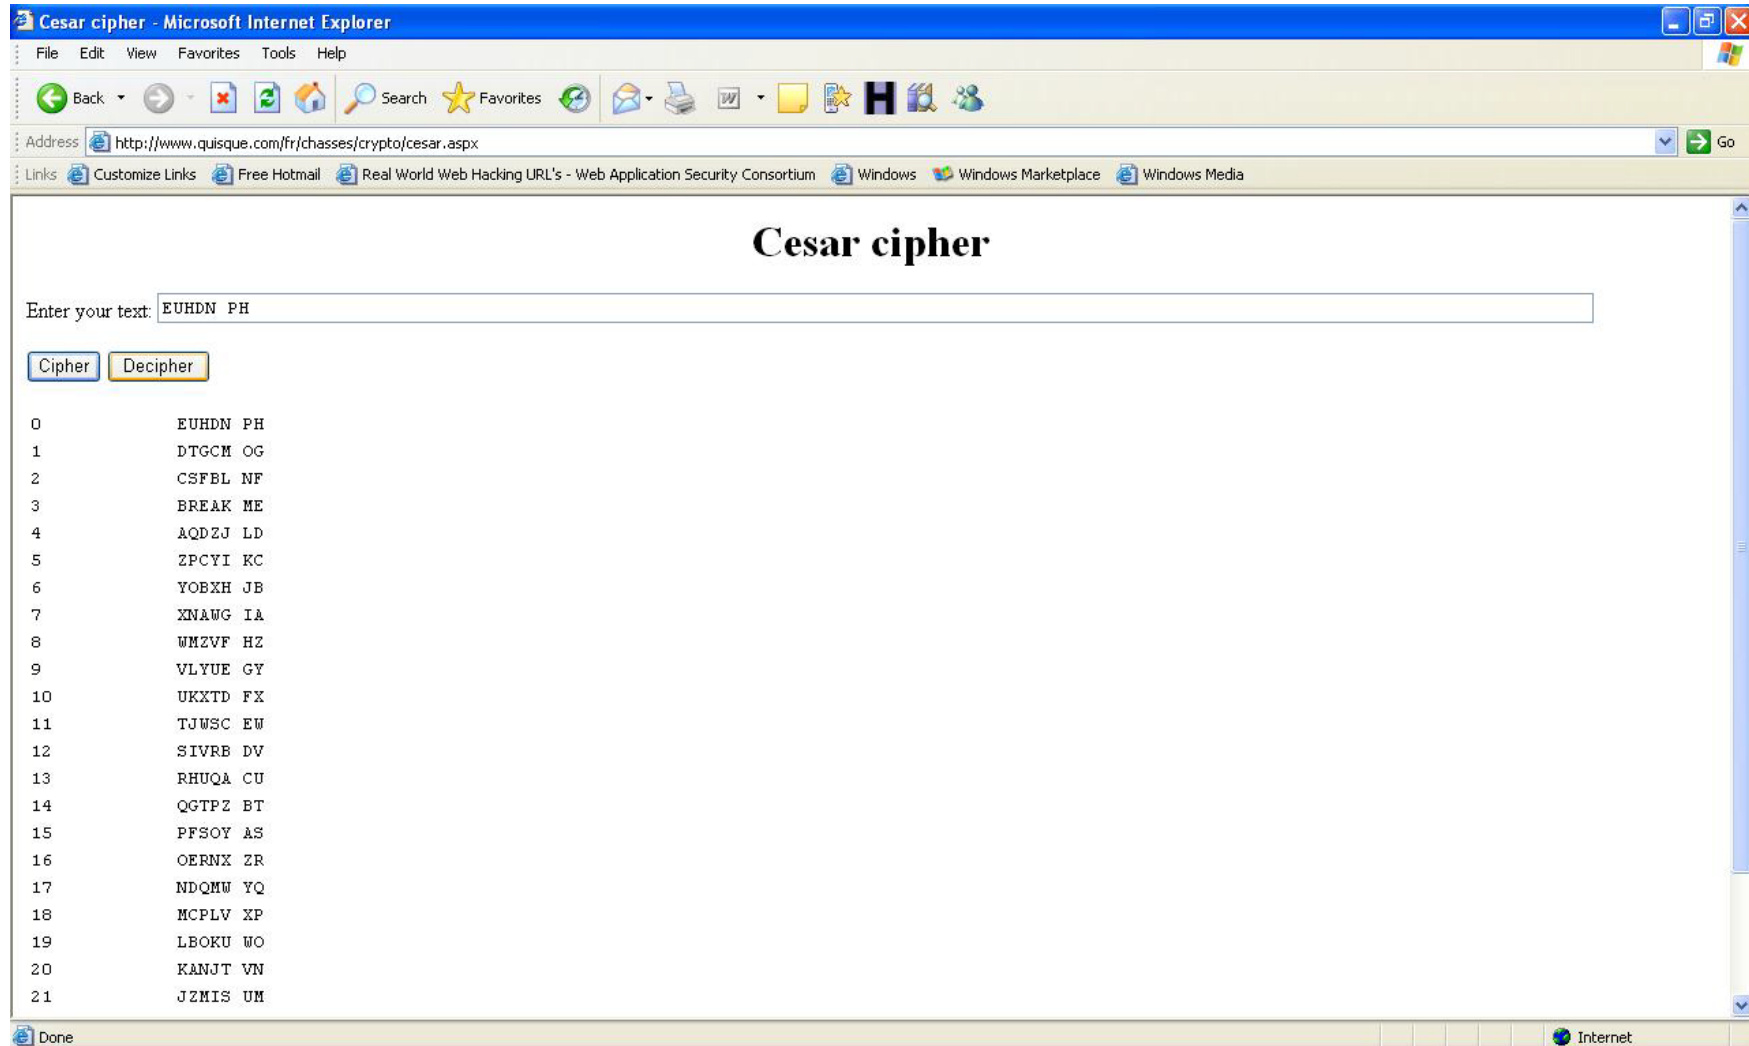 Cesar cipher - Microsoft Internet Explorer
File Edit View Favorites Tools Help
Back Search Favorites
Address http://www.quisque.com/fr/chasses/crypto/cesar.aspx Go
Links Customize Links Free Hotmail Real World Web Hacking URL's - Web Application Security Consortium Windows Windows Marketplace Windows Media
Cesar cipher
Enter your text: EUHDN PH
Cipher Decipher
0 EUHDN PH
1 DTGCM OG
2 CSFBL NF
3 BREAK ME
4 AQDZJ LD
5 ZPCYI KC
6 YOBXH JB
7 XNAWG IA
8 WMZVF HZ
9 VLYUE GY
10 UKXTD FX
11 TJWSC EW
12 SIVRB DV
13 RHUQA CU
14 QGTPZ BT
15 PFSOY AS
16 OERNX ZR
17 NDQMW YQ
18 MCPLV XP
19 LBOKU WO
20 KANJT VN
21 JZMIS UM
Done Internet